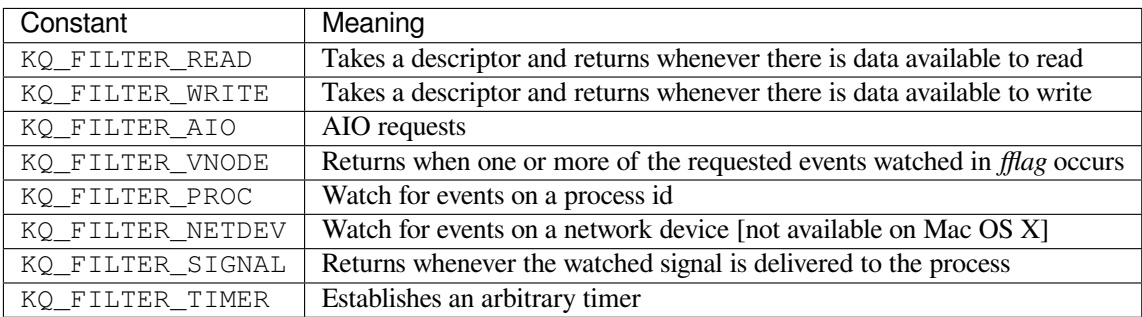 Constant Meaning
KQ_FILTER_READ Takes a descriptor and returns whenever there is data available to read
KQ_FILTER_WRITE Takes a descriptor and returns whenever there is data available to write
KQ_FILTER_AIO AIO requests
KQ_FILTER_VNODE Returns when one or more of the requested events watched in fflag occurs
KQ_FILTER_PROC Watch for events on a process id
KQ_FILTER_NETDEV Watch for events on a network device [not available on Mac OS X]
KQ_FILTER_SIGNAL Returns whenever the watched signal is delivered to the process
KQ_FILTER_TIMER Establishes an arbitrary timer